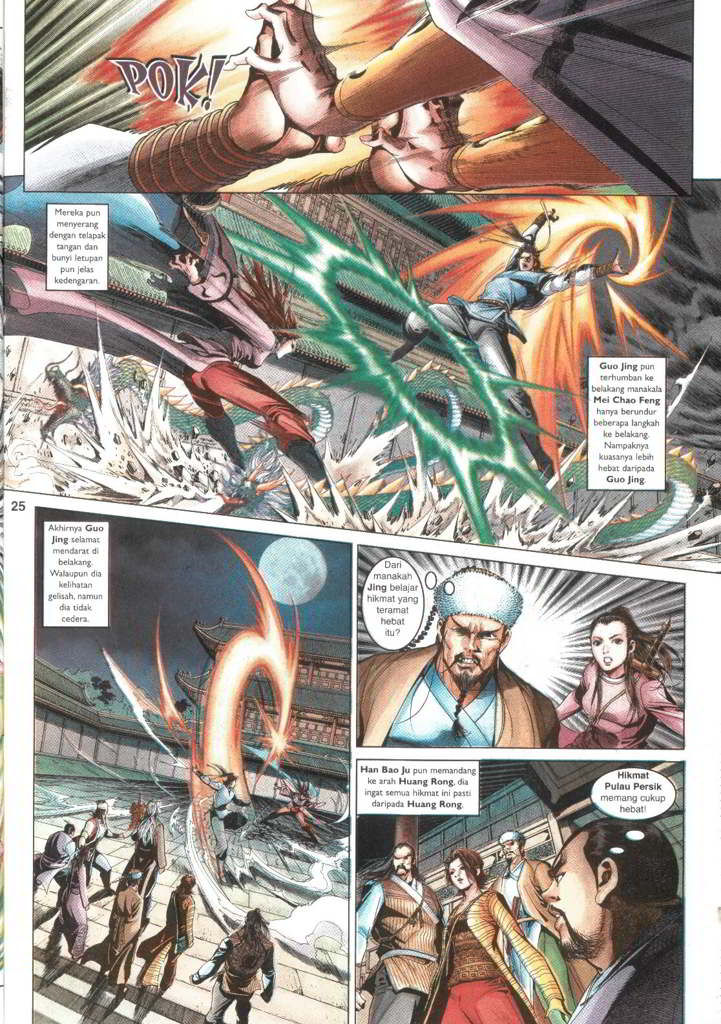 POK!
Mereka pun
menyerang
dengan telapak
tangan dan
bunyi letupan
pun jelas
kedengaran.
Guo Jing pun
terhumban ke
belakang manakala
Mei Chao Feng
hanya berundur
beberapa langkah
ke belakang.
Nampaknya
kuasanya lebih
hebat daripada
Guo Jing.
25
Akhirnya Guo
Jing selamat
mendarat di
belakang.
Walaupun dia
kelihatan
gelisah, namun
dia tidak
cedera.
Dari
manakah
Jing belajar
hikmat yang
teramat
hebat
itu?
Han Bao Ju pun memandang
ke arah Huang Rong, dia
ingat semua hikmat ini pasti
daripada Huang Rong.
Hikmat
Pulau Persik
memang cukup
hebat!